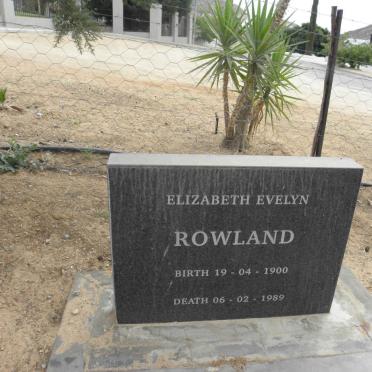 ELIZABETH EVELYN
ROWLAND
BIRTH 19 - 04 - 1900
DEATH 06 - 02 - 1989